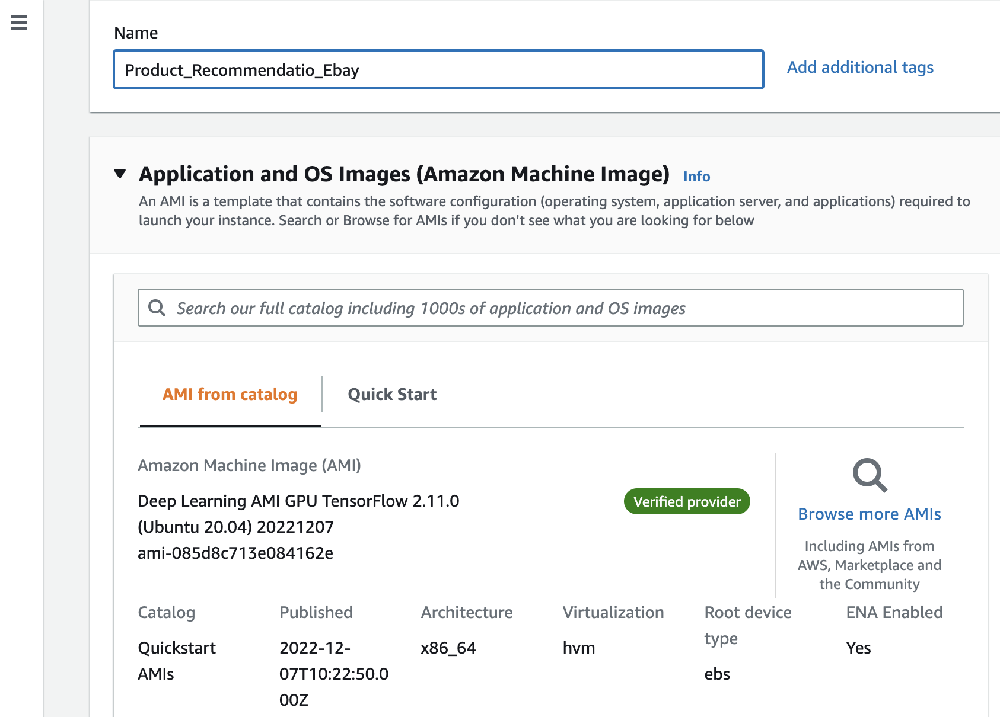 Name
Product_Recommendatio_Ebay
Add additional tags
Application and OS Images (Amazon Machine Image) Info
An AMI is a template that contains the software configuration (operating system, application server, and applications) required to
launch your instance. Search or Browse for AMIs if you don’t see what you are looking for below
Search our full catalog including 1000s of application and OS images
AMI from catalog
Quick Start
Amazon Machine Image (AMI)
Deep Learning AMI GPU TensorFlow 2.11.0
(Ubuntu 20.04) 20221207
ami-085d8c713e084162e
Verified provider
Browse more AMIs
Including AMIs from
AWS, Marketplace and
the Community
Catalog
Quickstart
AMIs
Published
2022-12-
07T10:22:50.0
00Z
Architecture
x86_64
Virtualization
hvm
Root device
type
ebs
ENA Enabled
Yes